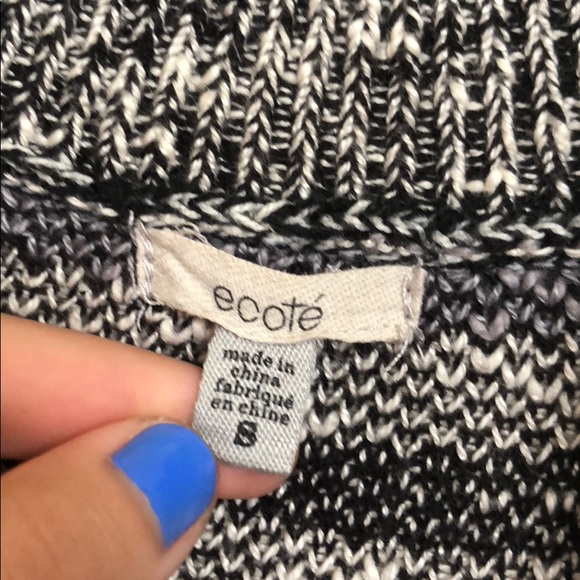 ecoté
made in
china
fabriqué
en chine
S